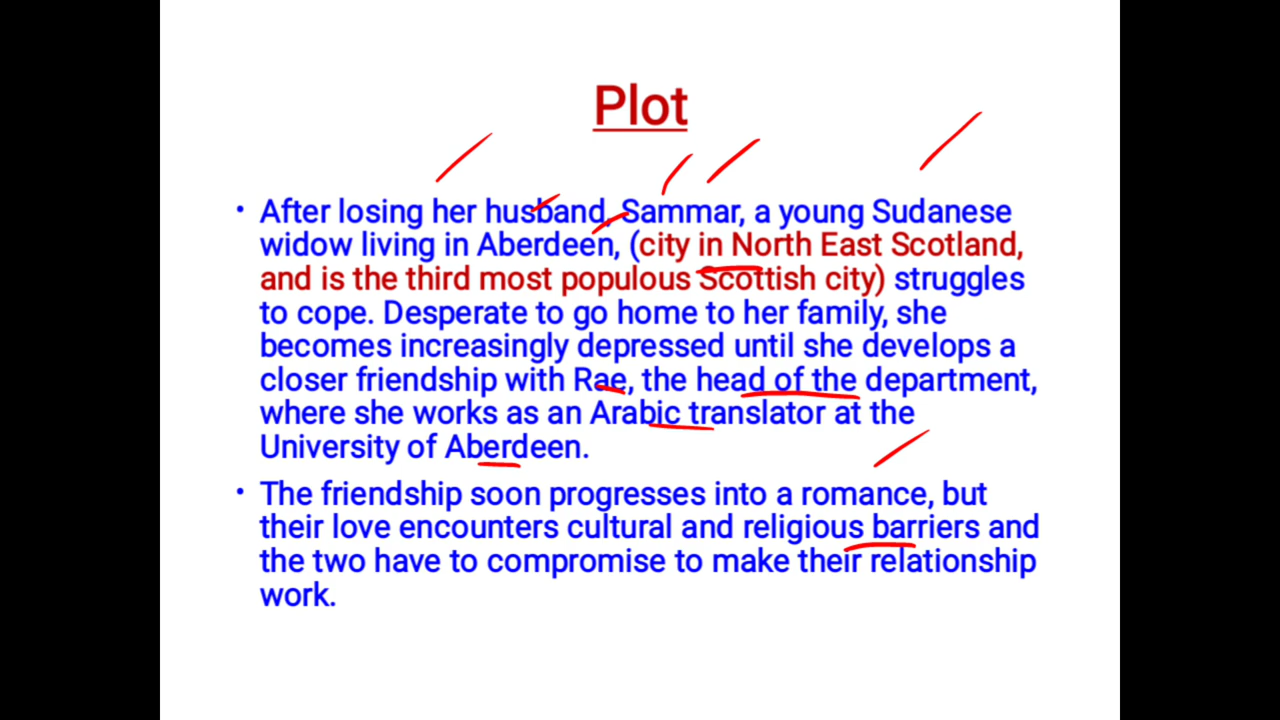 Plot
• After losing her husband, Sammar, a young Sudanese
widow living in Aberdeen, (city in North East Scotland,
and is the third most populous Scottish city) struggles
to cope. Desperate to go home to her family, she
becomes increasingly depressed until she develops a
closer friendship with Rae, the head of the department,
where she works as an Arabic translator at the
University of Aberdeen.
• The friendship soon progresses into a romance, but
their love encounters cultural and religious barriers and
the two have to compromise to make their relationship
work.